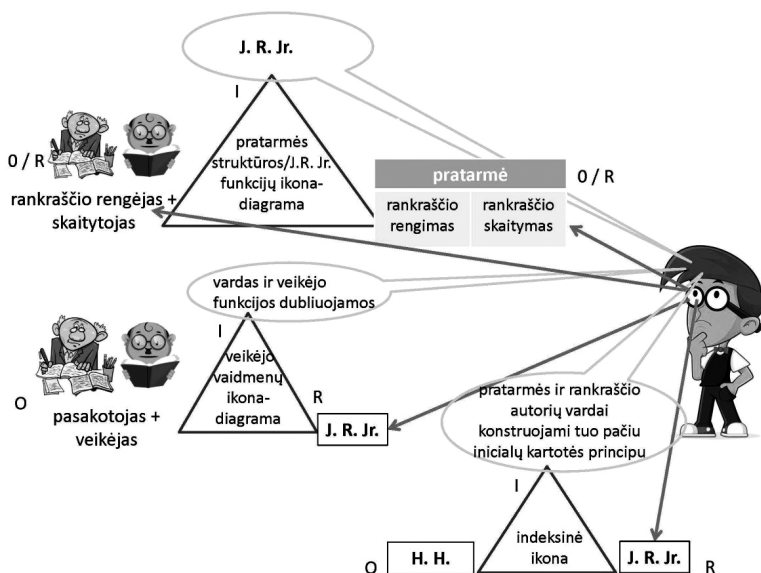 J. R. Jr.
I
0 / R
rankraščio rengėjas +
skaitytojas
pratarmės
struktūros/J.R. Jr.
funkcijų ikona-
diagrama
pratarmė
0 / R
rankraščio
rengimas
rankraščio
skaitymas
vardas ir veikėjo
funkcijos dubliuojamos
I
O
pasakotojas +
veikėjas
veikėjo
vaidmenų
ikona-
diagrama
R
J. R. Jr.
pratarmės ir rankraščio
autorių vardai
konstruojami tuo pačiu
inicialų kartotės principu
I
O
H. H.
indeksinė
ikona
J. R. Jr.
R